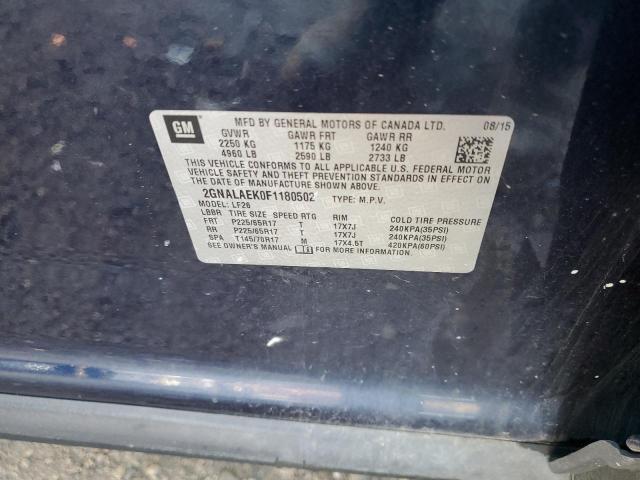 GM
MFD BY GENERAL MOTORS OF CANADA LTD. 08/15
GVWR GAWR FRT GAWR RR
2250 KG 1175 KG 1240 KG
4960 LB 2590 LB 2733 LB
THIS VEHICLE CONFORMS TO ALL APPLICABLE U.S. FEDERAL MOTOR
VEHICLE SAFETY AND THEFT PREVENTION STANDARDS IN EFFECT ON
THE DATE OF MANUFACTURE SHOWN ABOVE.
2GNALAEK0F1180502 TYPE: M.P.V.
MODEL: LF26
LBBR TIRE SIZE SPEED RTG RIM COLD TIRE PRESSURE
FRT P225/65R17 T 17X7J 240KPA(35PSI)
RR P225/65R17 T 17X7J 240KPA(35PSI)
SPA T145/70R17 M 17X4.5T 420KPA(60PSI)
SEE OWNER'S MANUAL FOR ADDITIONAL INFORMATION.